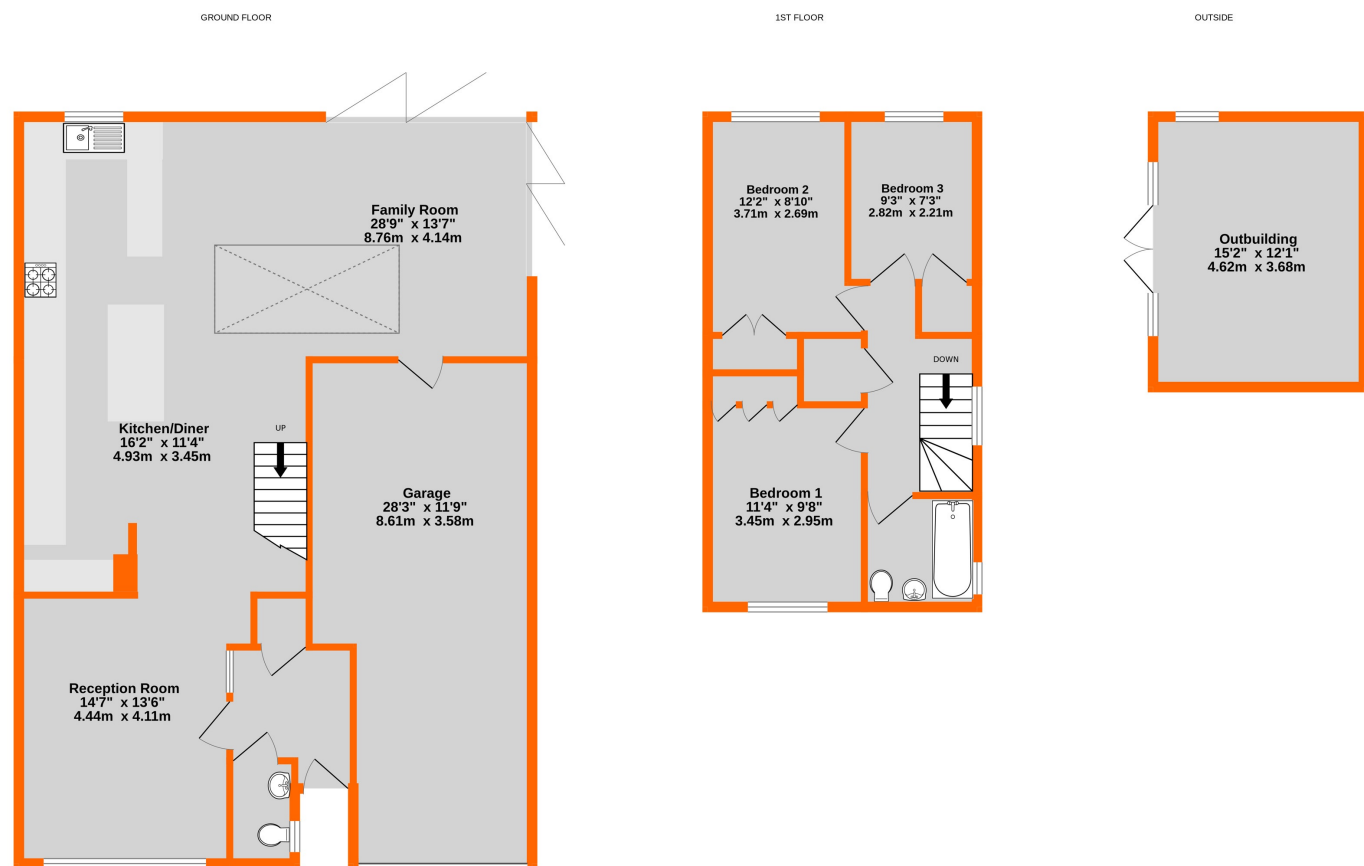 GROUND FLOOR
Family Room
28'9" x 13'7"
8.76m x 4.14m
Kitchen/Diner
16'2" x 11'4"
4.93m x 3.45m
UP
Garage
28'3" x 11'9"
8.61m x 3.58m
Reception Room
14'7" x 13'6"
4.44m x 4.11m
1ST FLOOR
Bedroom 2
12'2" x 8'10"
3.71m x 2.69m
Bedroom 3
9'3" x 7'3"
2.82m x 2.21m
DOWN
Bedroom 1
11'4" x 9'8"
3.45m x 2.95m
OUTSIDE
Outbuilding
15'2" x 12'1"
4.62m x 3.68m